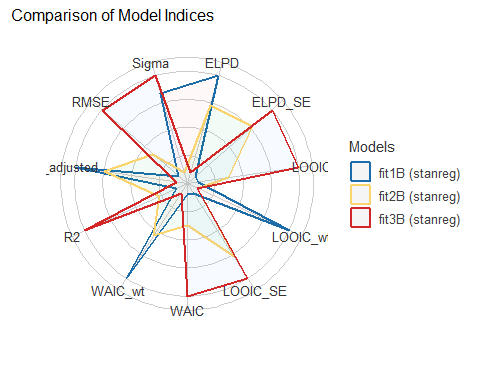 Comparison of Model Indices
Sigma
ELPD
RMSE
ELPD_SE
_adjusted
LOOIC
R2
LOOIC_wt
WAIC_wt
LOOIC_SE
WAIC
Models
fit1B (stanreg)
fit2B (stanreg)
fit3B (stanreg)